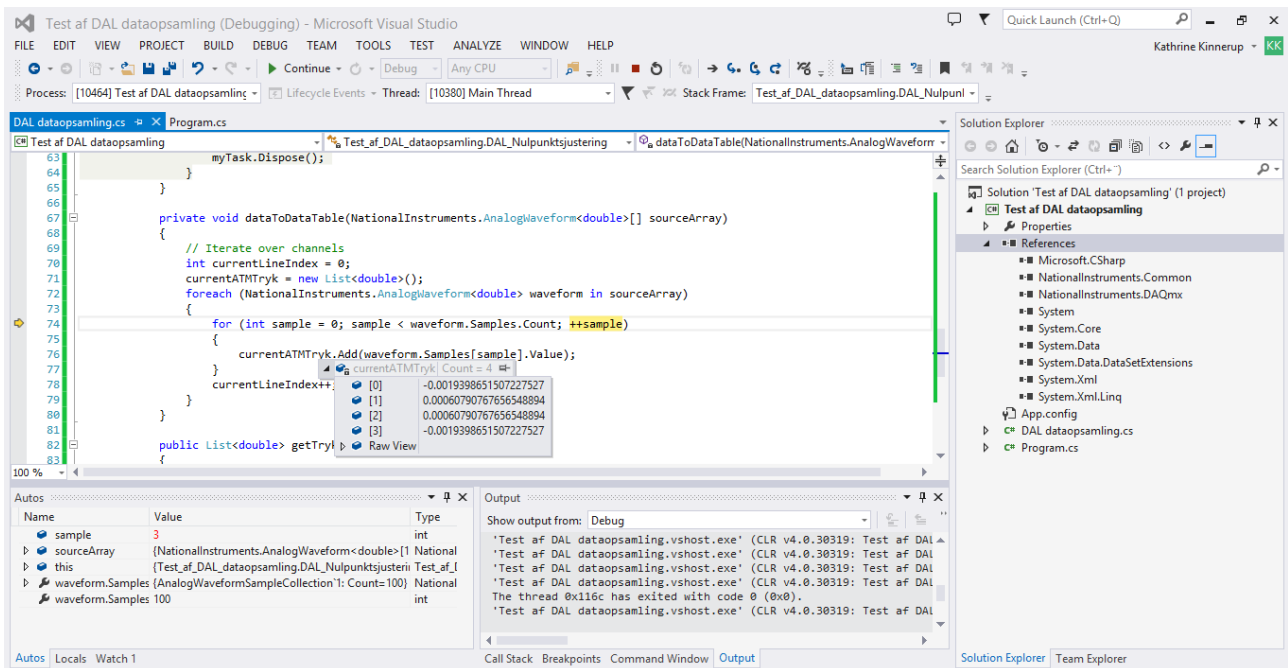 Test af DAL dataopsamling (Debugging) - Microsoft Visual Studio
Quick Launch (Ctrl+Q)
FILE EDIT VIEW PROJECT BUILD DEBUG TEAM TOOLS TEST ANALYZE WINDOW HELP
Kathrine Kinnerup KK
Continue Debug Any CPU
Process: [10464] Test af DAL dataopsamling Lifecycle Events Thread: [10380] Main Thread Stack Frame: Test_af_DAL_dataopsamling.DAL_Nulpunl
DAL dataopsamling.cs Program.cs
Test af DAL dataopsamling Test_af_DAL_dataopsamling.DAL_Nulpunktsjustering dataToDataTable(NationalInstruments.AnalogWaveform
63 myTask.Dispose();
64 }
65 }
66
67 private void dataToDataTable(NationalInstruments.AnalogWaveform<double>[] sourceArray)
68 {
69 // Iterate over channels
70 int currentLineIndex = 0;
71 currentATMTryk = new List<double>();
72 foreach (NationalInstruments.AnalogWaveform<double> waveform in sourceArray)
73 {
74 for (int sample = 0; sample < waveform.Samples.Count; ++sample)
75 {
76 currentATMTryk.Add(waveform.Samples[sample].Value);
77 }
currentATMTryk Count = 4
78 currentLineIndex++
[0] -0.0019398651507227527
79 }
[1] 0.00060790767656548894
80 }
[2] 0.00060790767656548894
81
[3] -0.0019398651507227527
82 public List<double> getTryk
Raw View
83 {
100 %
Solution Explorer
Search Solution Explorer (Ctrl+¨)
Solution 'Test af DAL dataopsamling' (1 project)
Test af DAL dataopsamling
Properties
References
Microsoft.CSharp
NationalInstruments.Common
NationalInstruments.DAQmx
System
System.Core
System.Data
System.Data.DataSetExtensions
System.Xml
System.Xml.Linq
App.config
DAL dataopsamling.cs
Program.cs
Autos
Name Value Type
sample 3 int
sourceArray {NationalInstruments.AnalogWaveform<double>[1 National
this {Test_af_DAL_dataopsamling.DAL_Nulpunktsjusteri Test_af_[
waveform.Samples {AnalogWaveformSampleCollection`1: Count=100} National
waveform.Samples 100 int
Autos Locals Watch 1
Output
Show output from: Debug
'Test af DAL dataopsamling.vshost.exe' (CLR v4.0.30319: Test af DAL
'Test af DAL dataopsamling.vshost.exe' (CLR v4.0.30319: Test af DAL
'Test af DAL dataopsamling.vshost.exe' (CLR v4.0.30319: Test af DAL
'Test af DAL dataopsamling.vshost.exe' (CLR v4.0.30319: Test af DAL
The thread 0x116c has exited with code 0 (0x0).
'Test af DAL dataopsamling.vshost.exe' (CLR v4.0.30319: Test af DAL
Call Stack Breakpoints Command Window Output
Solution Explorer Team Explorer